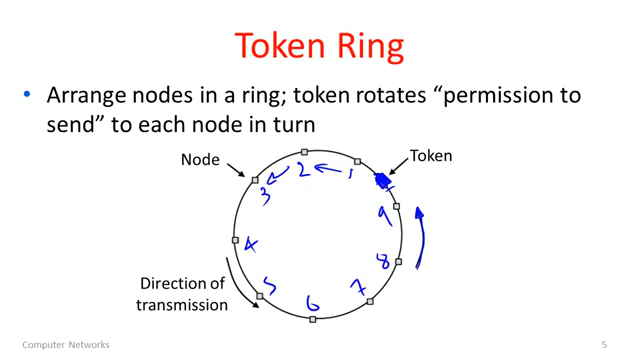 Token Ring
• Arrange nodes in a ring; token rotates “permission to
send” to each node in turn
Node
Token
2
1
3
9
4
8
5
7
6
Direction of
transmission
Computer Networks
5